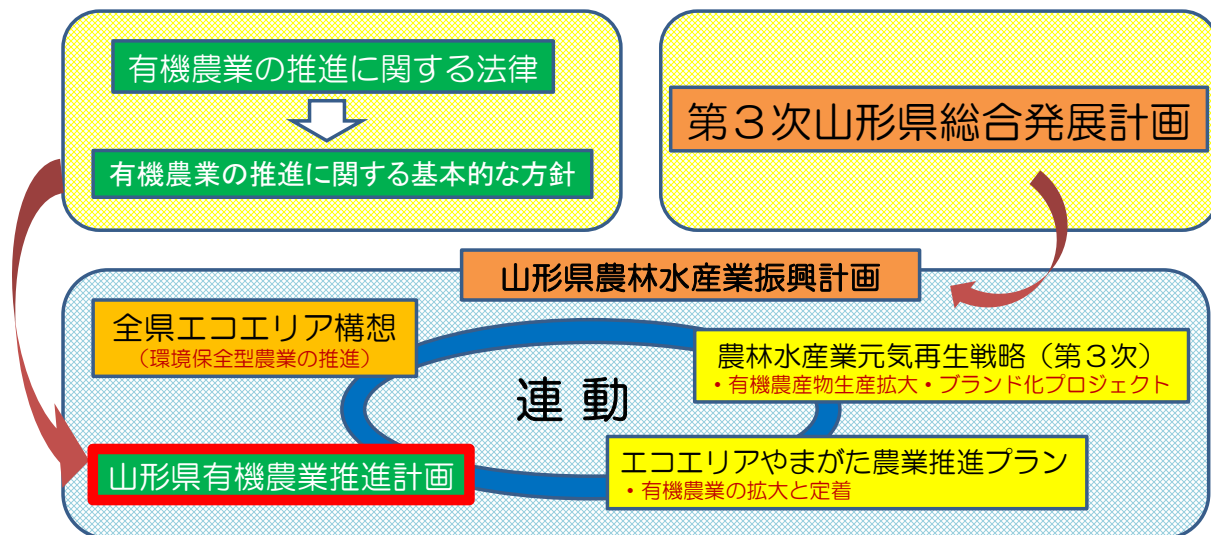 有機農業の推進に関する法律
有機農業の推進に関する基本的な方針
第３次山形県総合発展計画
山形県農林水産業振興計画
全県エコエリア構想
（環境保全型農業の推進）
農林水産業元気再生戦略（第３次）
・有機農産物生産拡大・ブランド化プロジェクト
連 動
山形県有機農業推進計画
エコエリアやまがた農業推進プラン
・有機農業の拡大と定着